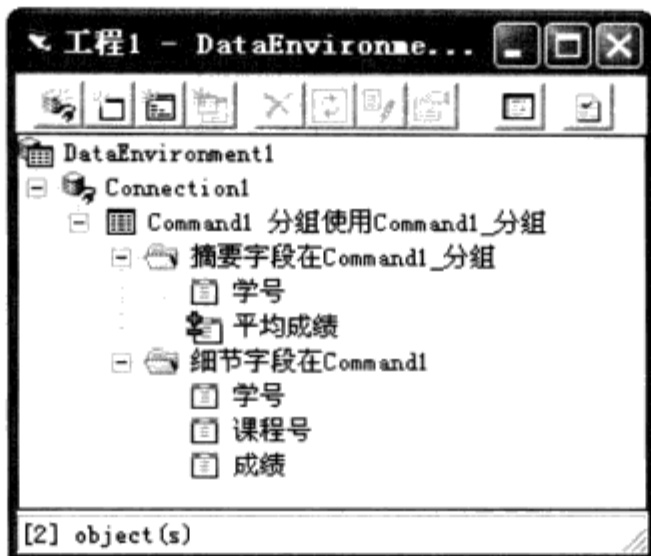 工程1 - DataEnvironme...
DataEnvironment1
Connection1
Command1 分组使用Command1_分组
摘要字段在Command1_分组
学号
平均成绩
细节字段在Command1
学号
课程号
成绩
[2] object(s)